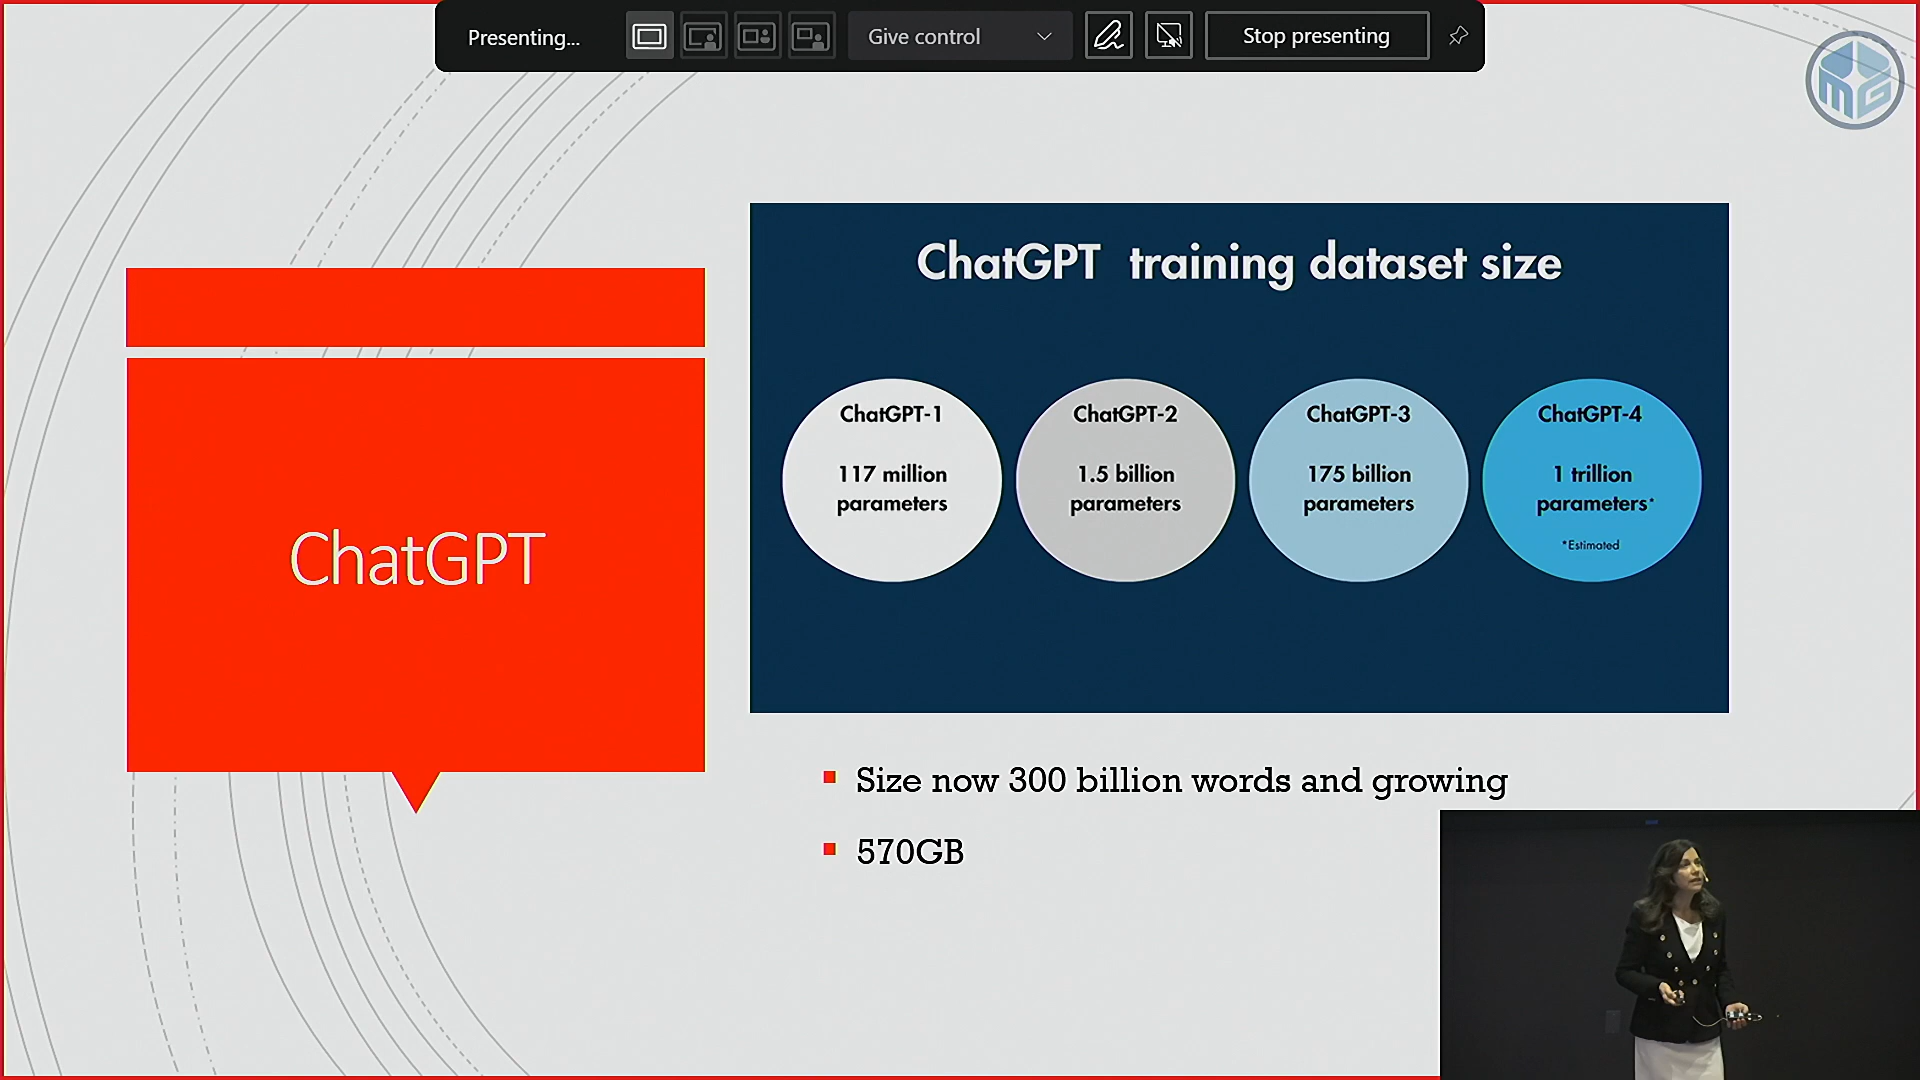 Presenting...
Give control
Stop presenting
MG
ChatGPT training dataset size
ChatGPT-1
117 million
parameters
ChatGPT-2
1.5 billion
parameters
ChatGPT-3
175 billion
parameters
ChatGPT-4
1 trillion
parameters*
*Estimated
ChatGPT
▪ Size now 300 billion words and growing
▪ 570GB